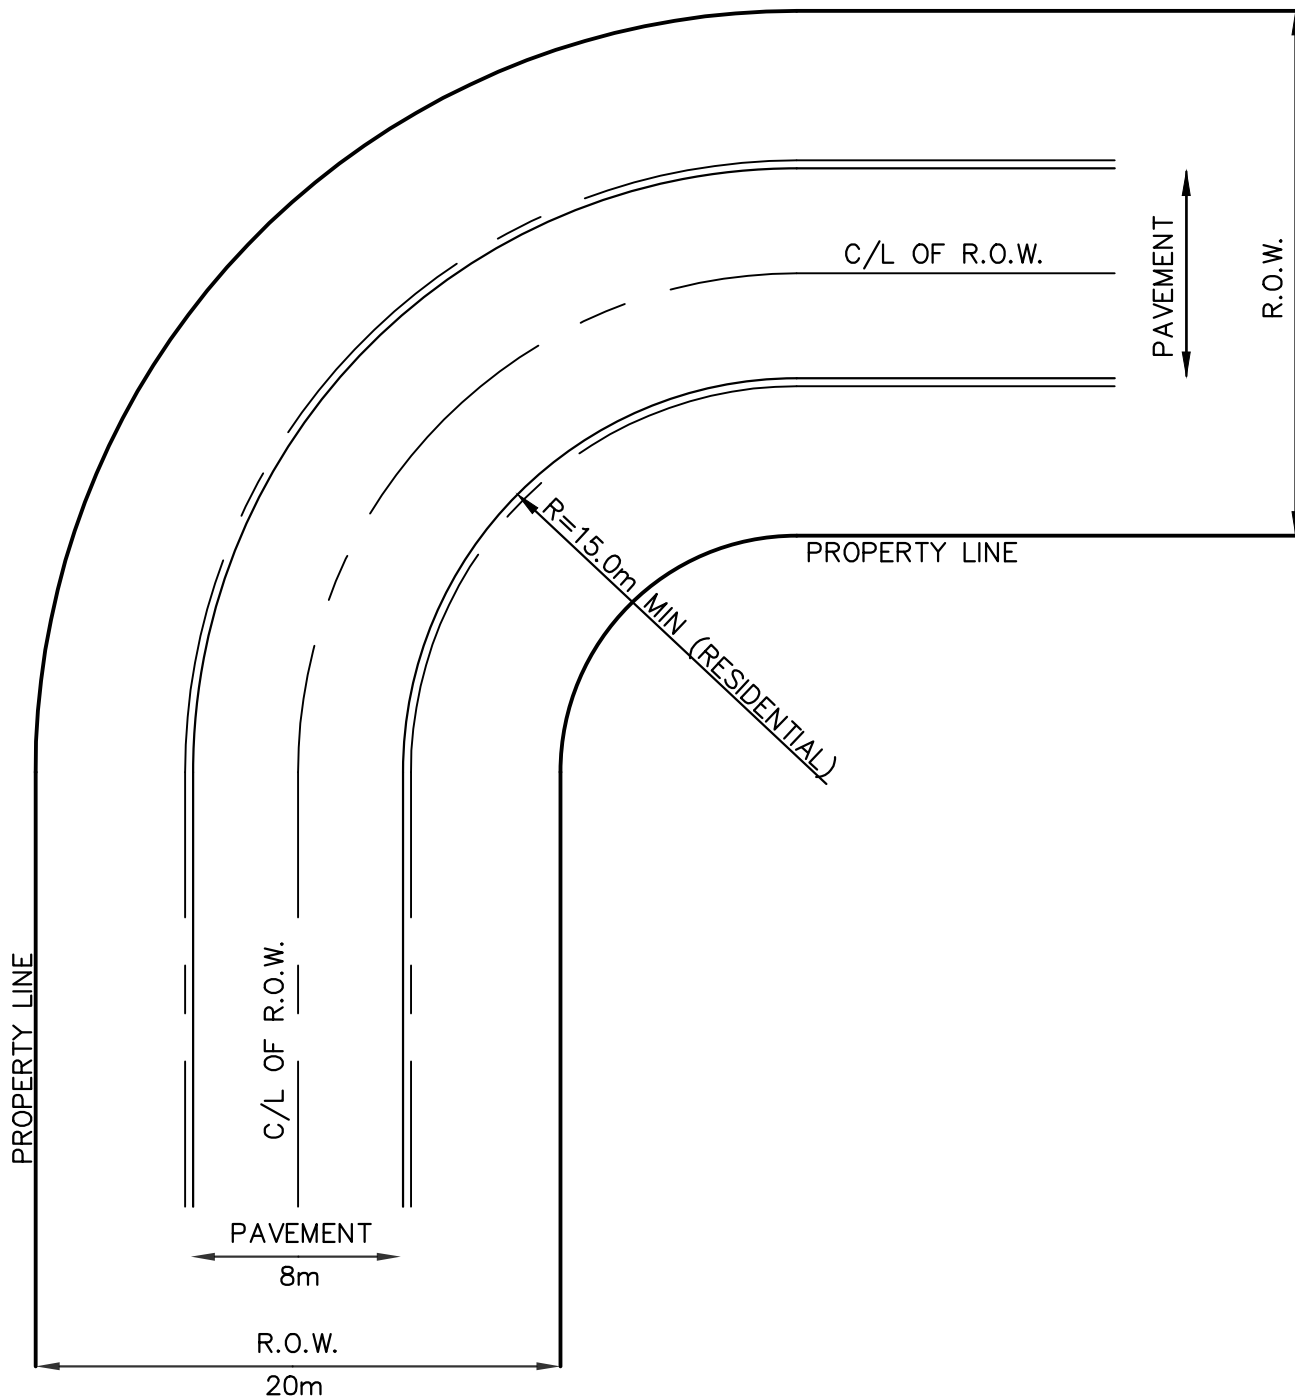 C/L OF R.O.W.
PAVEMENT
R.O.W.
R=15.0m MIN (RESIDENTIAL)
PROPERTY LINE
PROPERTY LINE
C/L OF R.O.W.
PAVEMENT
8m
R.O.W.
20m